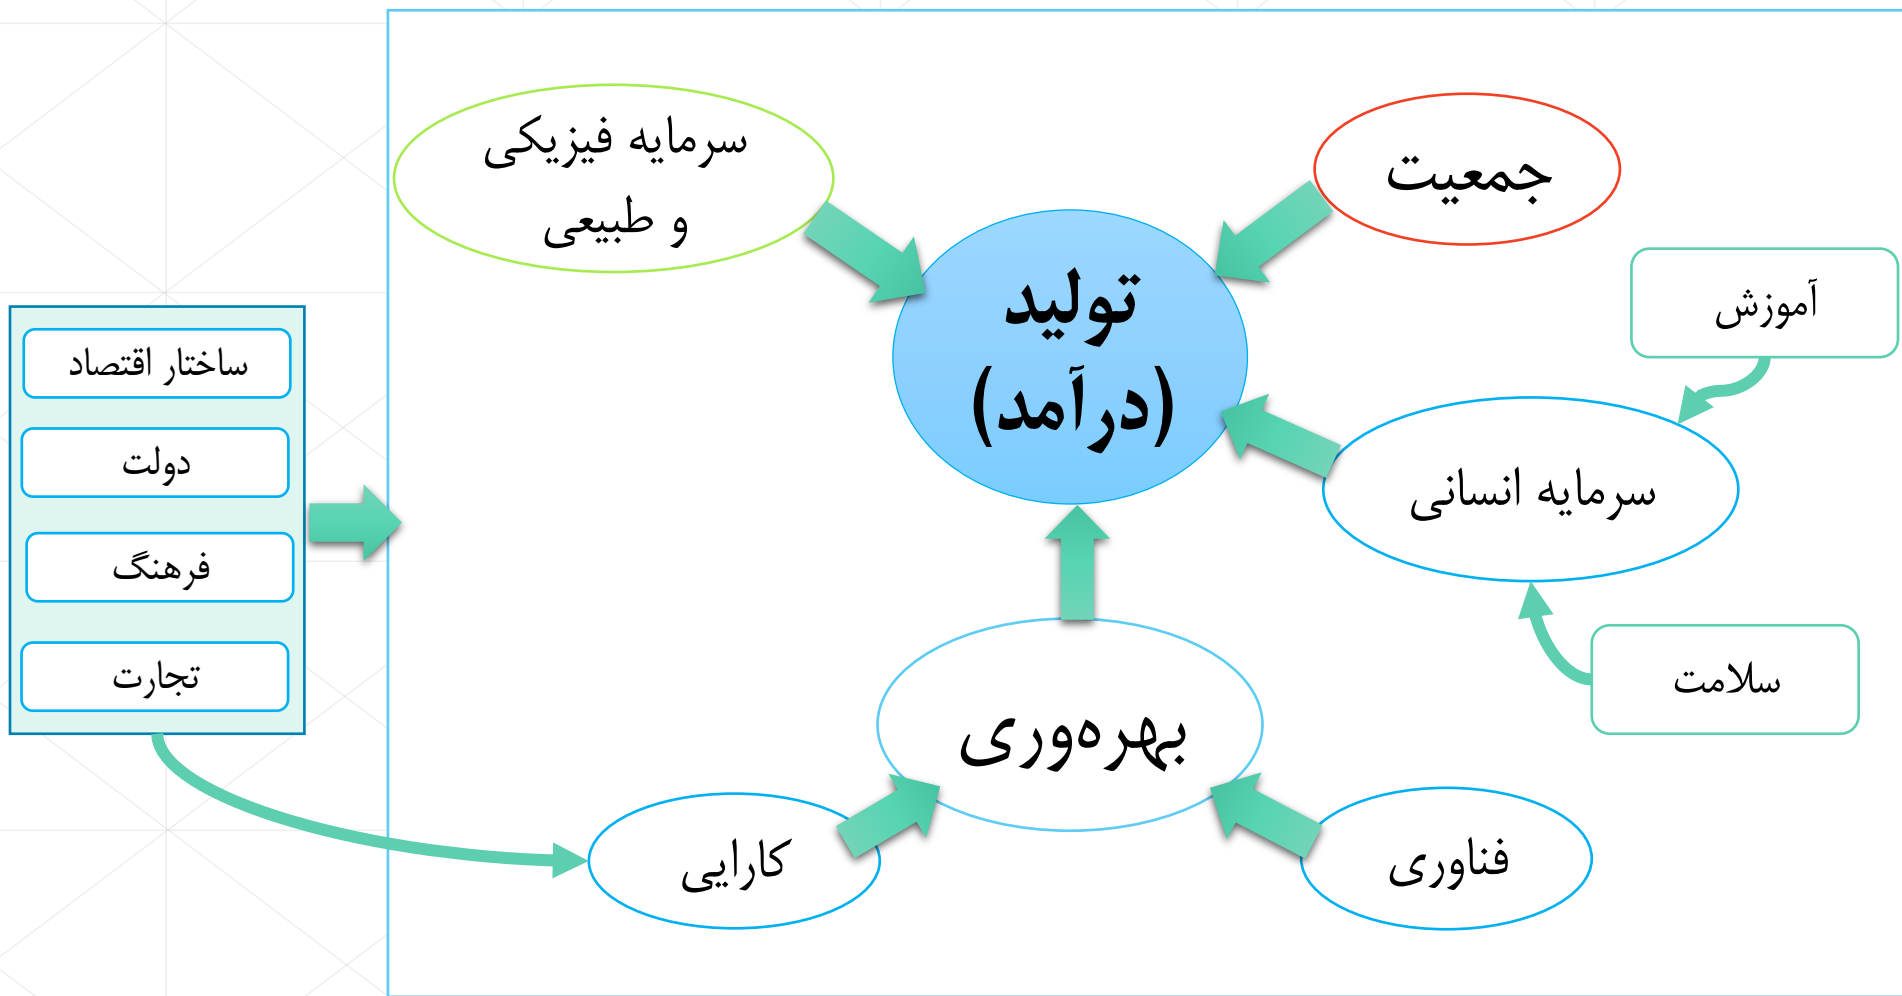 سرمایه فیزیکی
و طبیعی
جمعیت
تولید
(درآمد)
آموزش
ساختار اقتصاد
دولت
فرهنگ
تجارت
سرمایه انسانی
سلامت
بهره‌وری
کارایی
فناوری